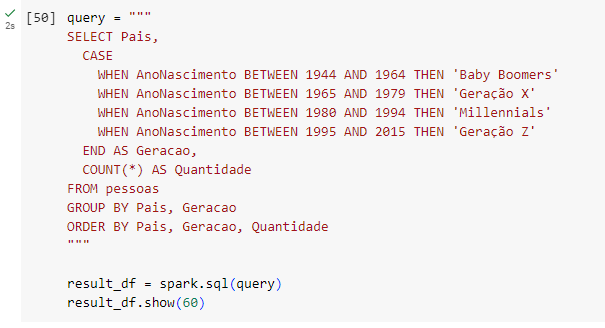 [50] query = """
SELECT Pais,
  CASE
    WHEN AnoNascimento BETWEEN 1944 AND 1964 THEN 'Baby Boomers'
    WHEN AnoNascimento BETWEEN 1965 AND 1979 THEN 'Geração X'
    WHEN AnoNascimento BETWEEN 1980 AND 1994 THEN 'Millennials'
    WHEN AnoNascimento BETWEEN 1995 AND 2015 THEN 'Geração Z'
  END AS Geracao,
  COUNT(*) AS Quantidade
FROM pessoas
GROUP BY Pais, Geracao
ORDER BY Pais, Geracao, Quantidade
"""
result_df = spark.sql(query)
result_df.show(60)
2s